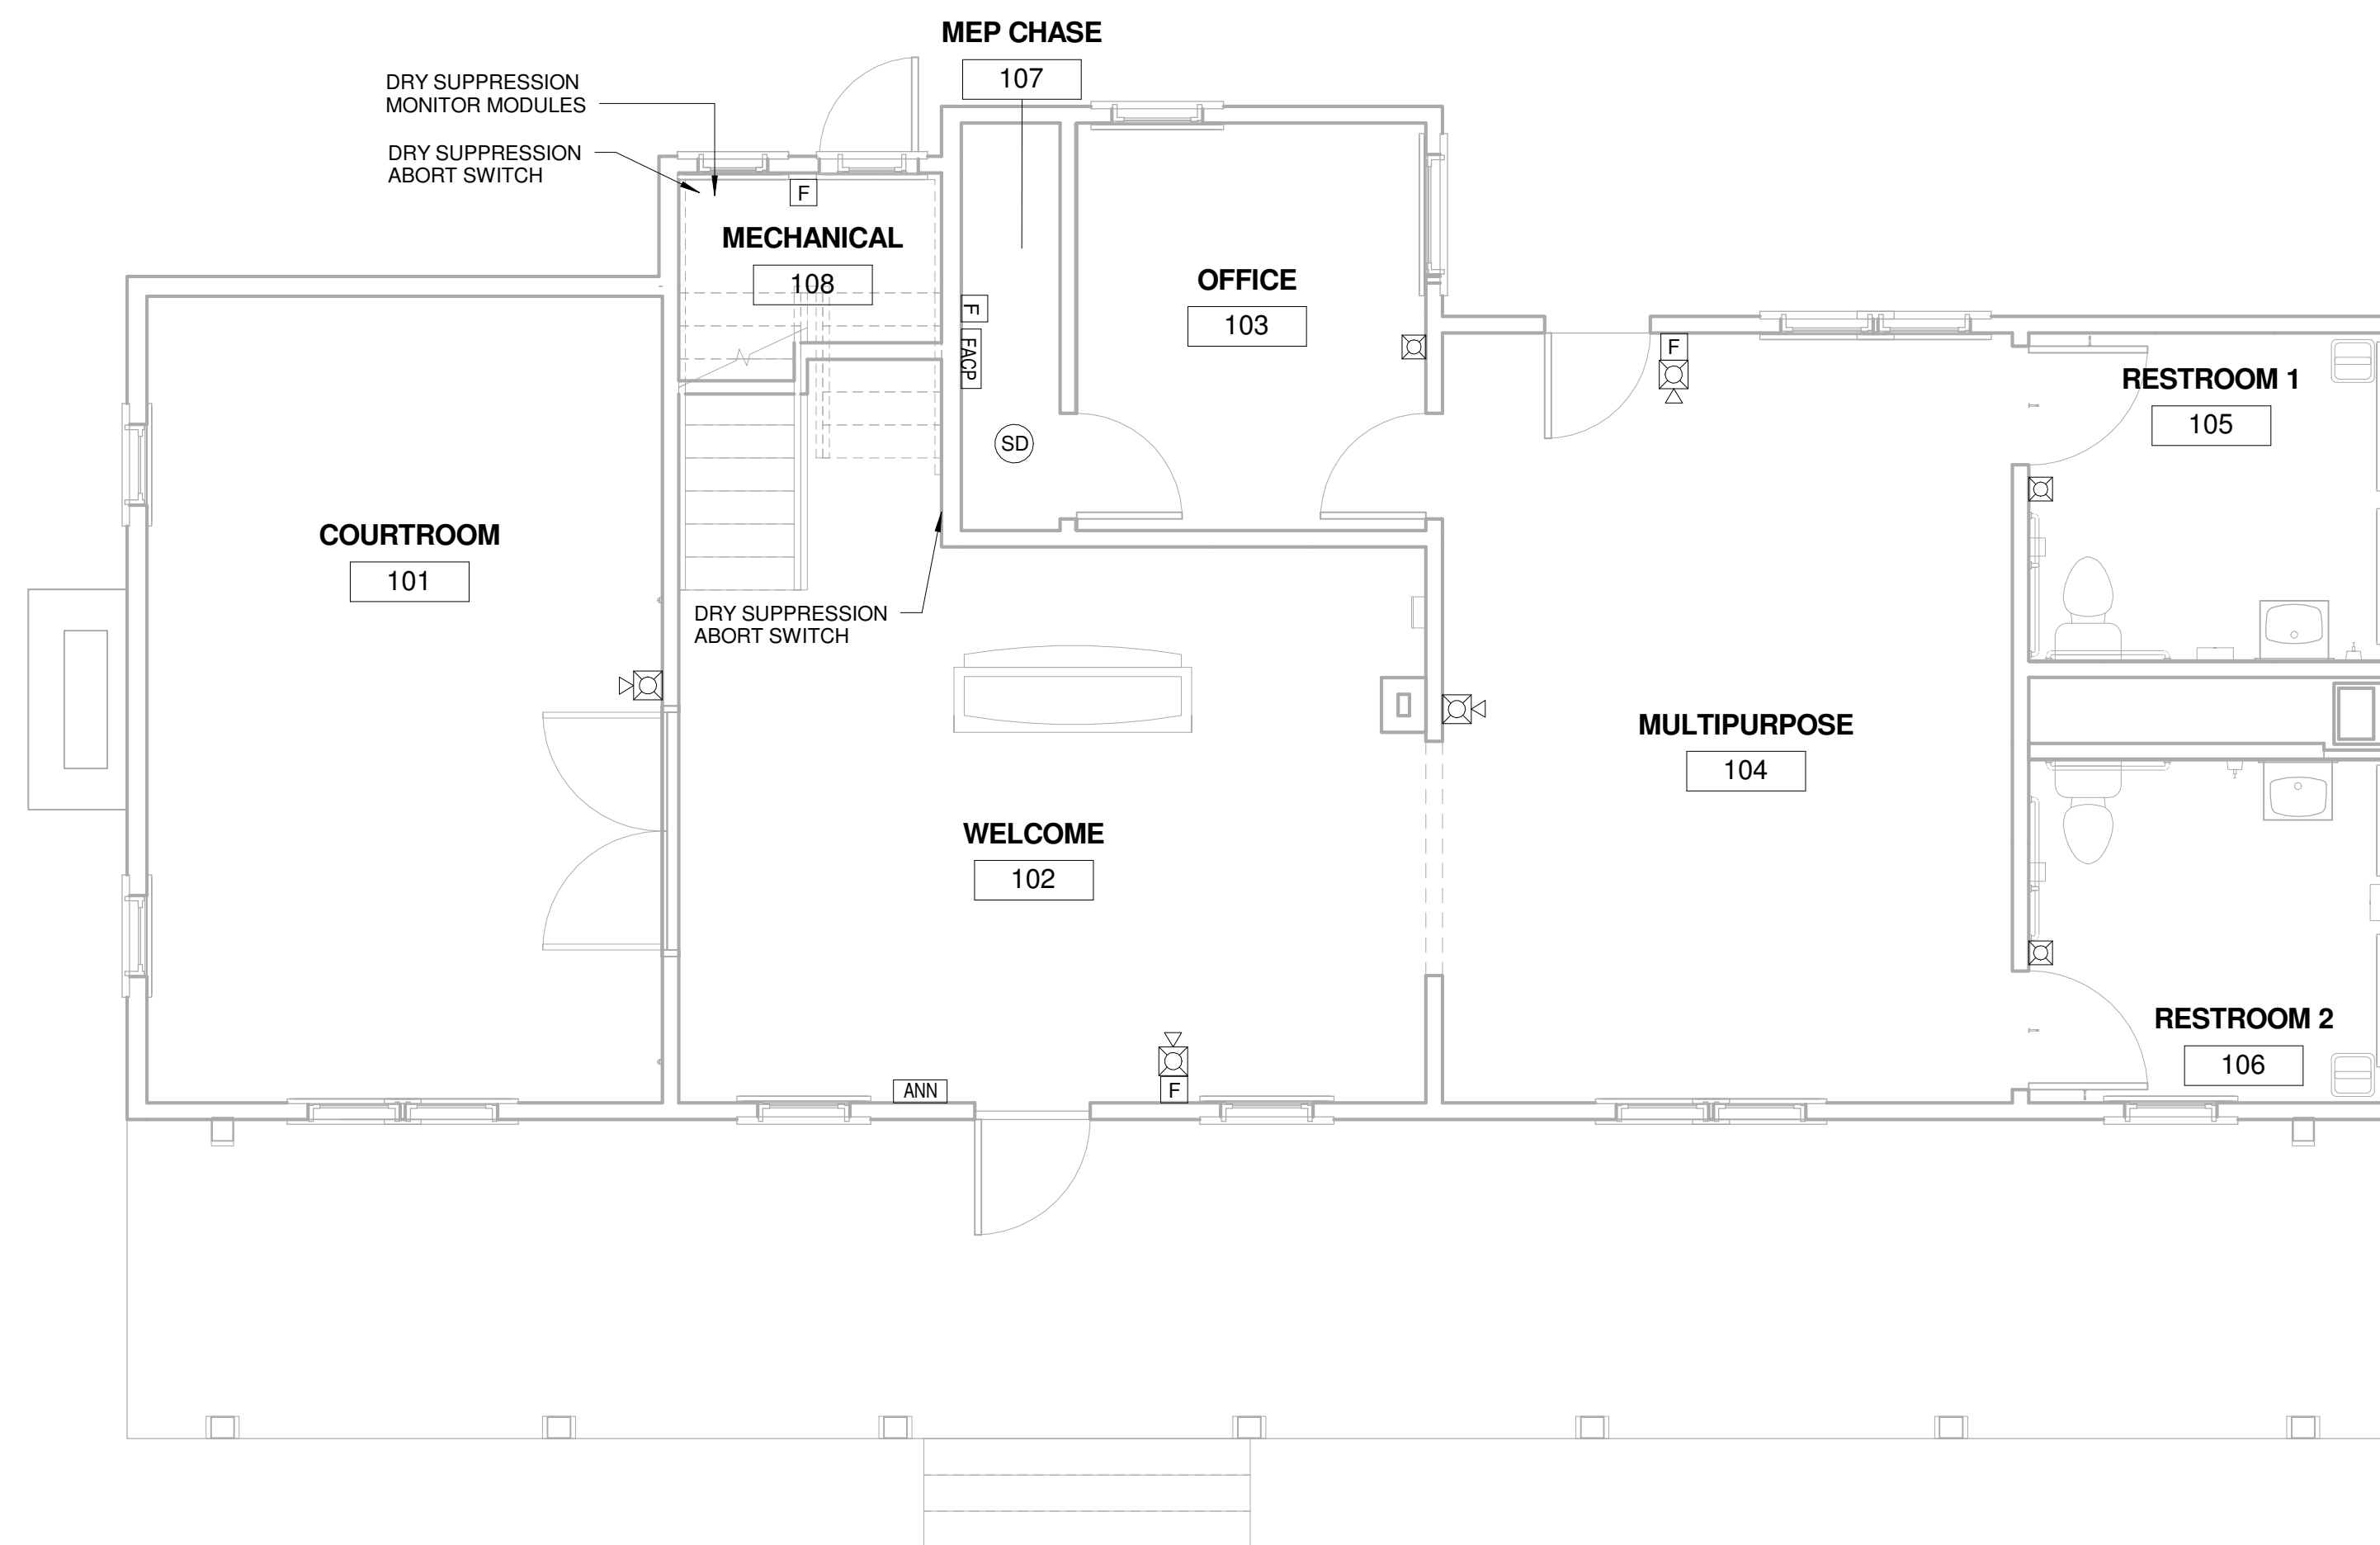 MEP CHASE
107
DRY SUPPRESSION
MONITOR MODULES
DRY SUPPRESSION
ABORT SWITCH
F
MECHANICAL
108
OFFICE
103
F
FACP
F
RESTROOM 1
105
SD
COURTROOM
101
DRY SUPPRESSION
ABORT SWITCH
MULTIPURPOSE
104
WELCOME
102
RESTROOM 2
106
ANN
F